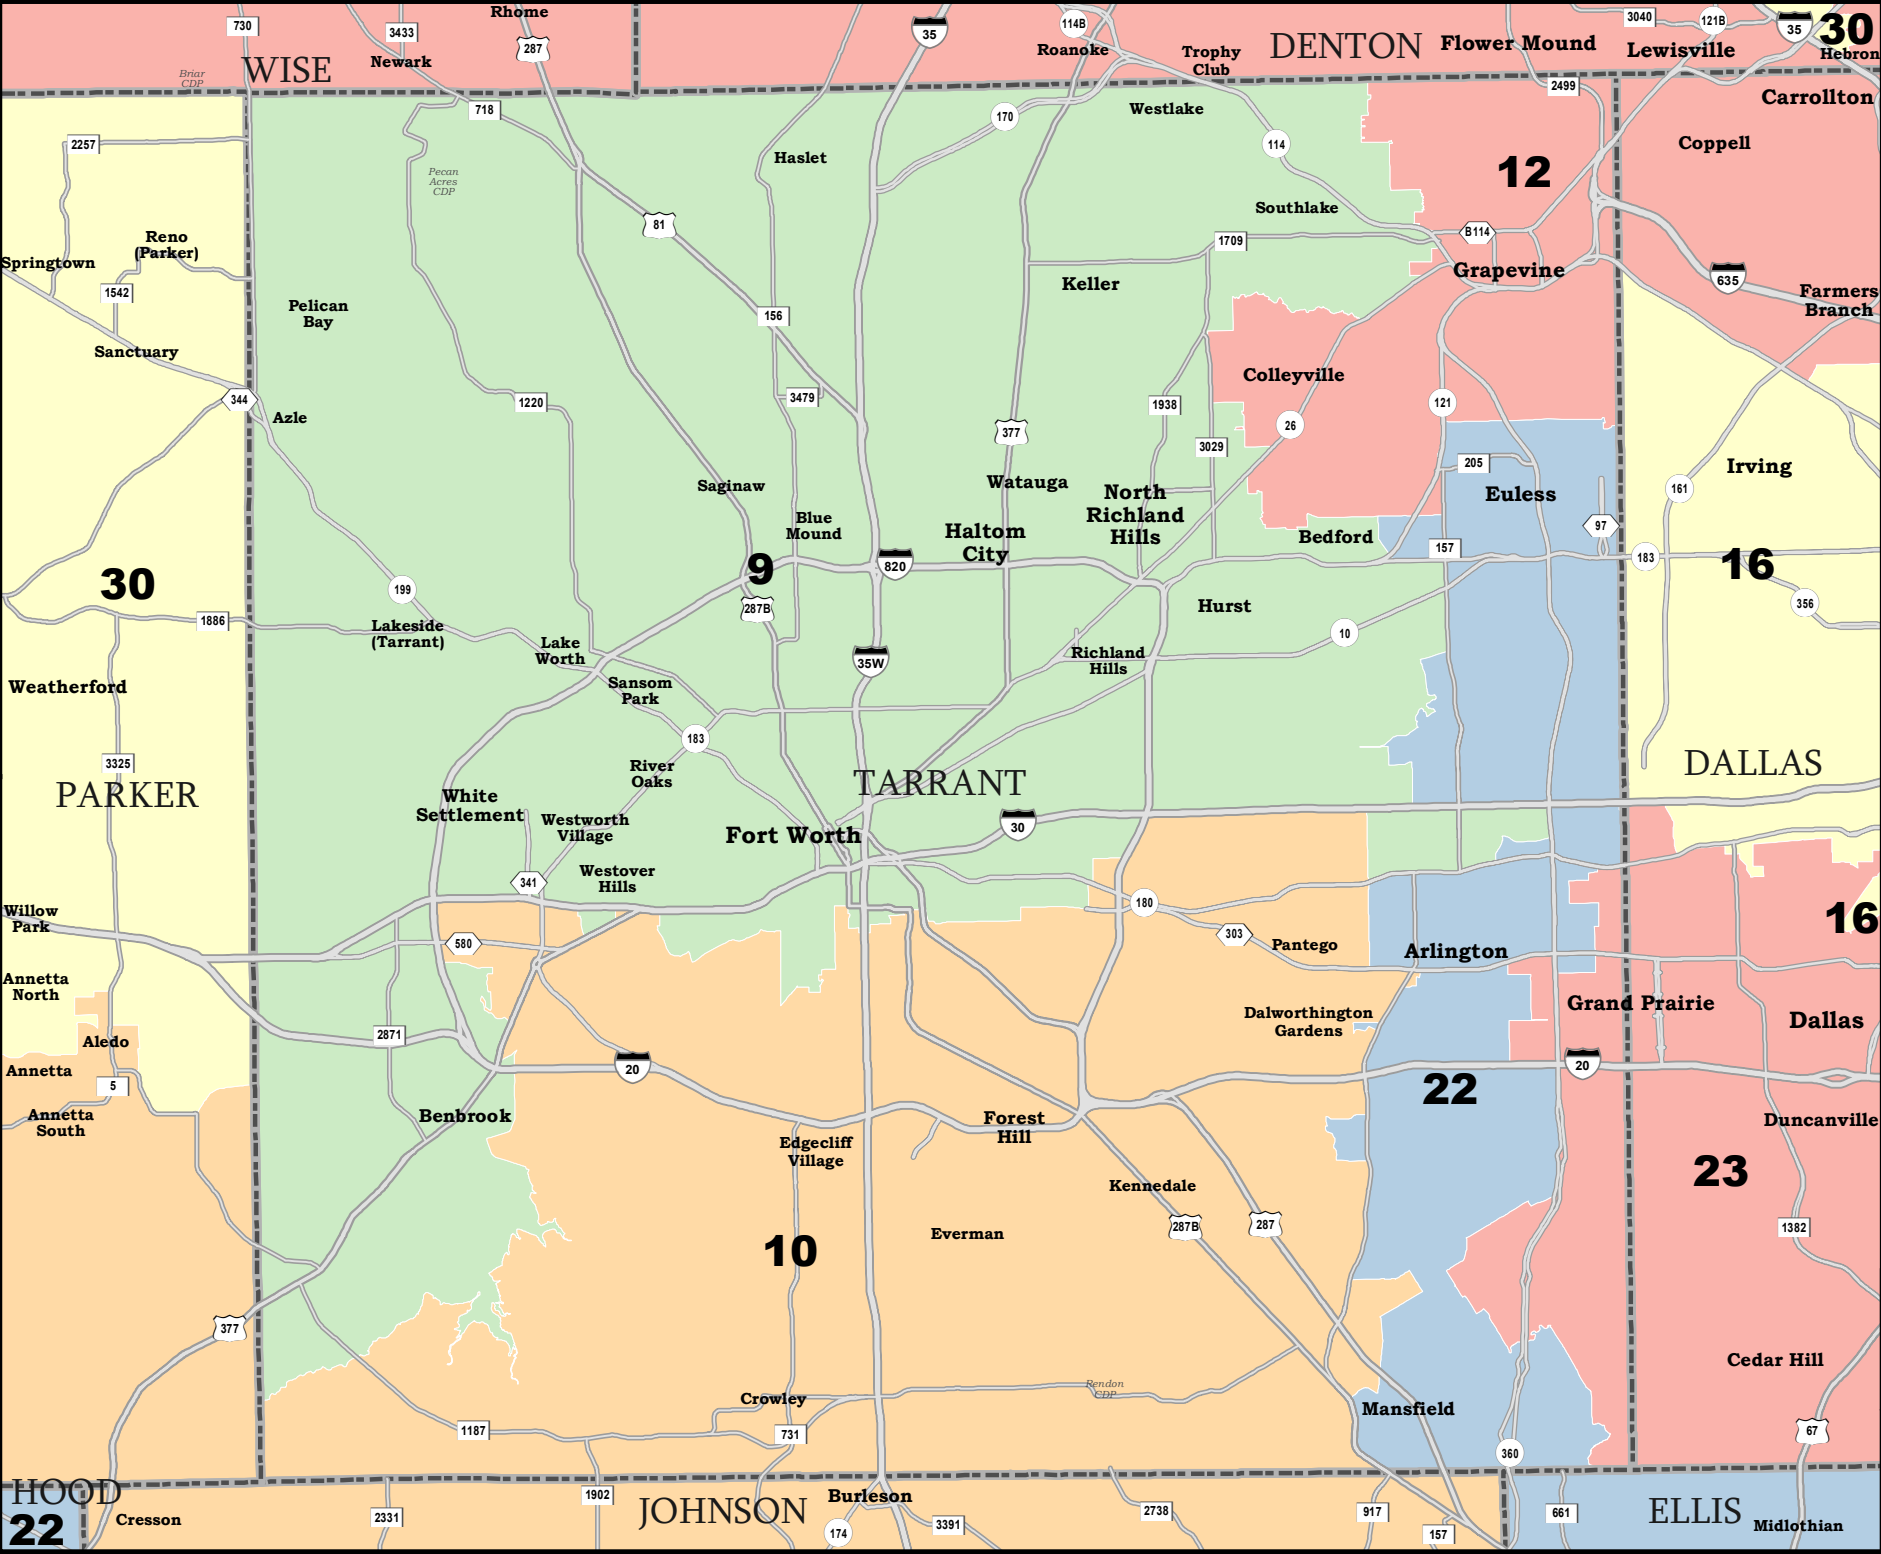 730
3433
Rhome
287
35
114B
Roanoke
Trophy
Club
DENTON
Flower Mound
3040
121B
Lewisville
35
30
Hebron
WISE
Newark
Briar
CDP
2499
Carrollton
718
170
Westlake
114
Coppell
2257
Haslet
12
Pecan
Acres
CDP
81
Southlake
1709
B114
Reno
(Parker)
Springtown
1542
Keller
Grapevine
635
Farmers
Branch
Pelican
Bay
156
Sanctuary
344
Azle
1220
3479
377
1938
Colleyville
26
3029
121
205
Euless
Irving
161
Saginaw
Watauga
North
Richland
Hills
Blue
Mound
Haltom
City
Bedford
97
157
183
16
356
30
9
820
287B
199
1886
Lakeside
(Tarrant)
Lake
Worth
Hurst
10
35W
Richland
Hills
Weatherford
Sansom
Park
183
3325
PARKER
River
Oaks
TARRANT
DALLAS
White
Settlement
Westworth
Village
Fort Worth
30
341
Westover
Hills
180
303
Pantego
Arlington
16
Willow
Park
580
Annetta
North
Grand Prairie
Dallas
Dalworthington
Gardens
Aledo
2871
Annetta
5
20
20
22
Annetta
South
Benbrook
Edgecliff
Village
Forest
Hill
Duncanville
23
Kennedale
287B
287
1382
Everman
10
377
Cedar Hill
Crowley
Rendon
CDP
Mansfield
1187
731
360
67
HOOD
22
Cresson
2331
1902
JOHNSON
Burleson
174
3391
2738
917
157
661
ELLIS
Midlothian